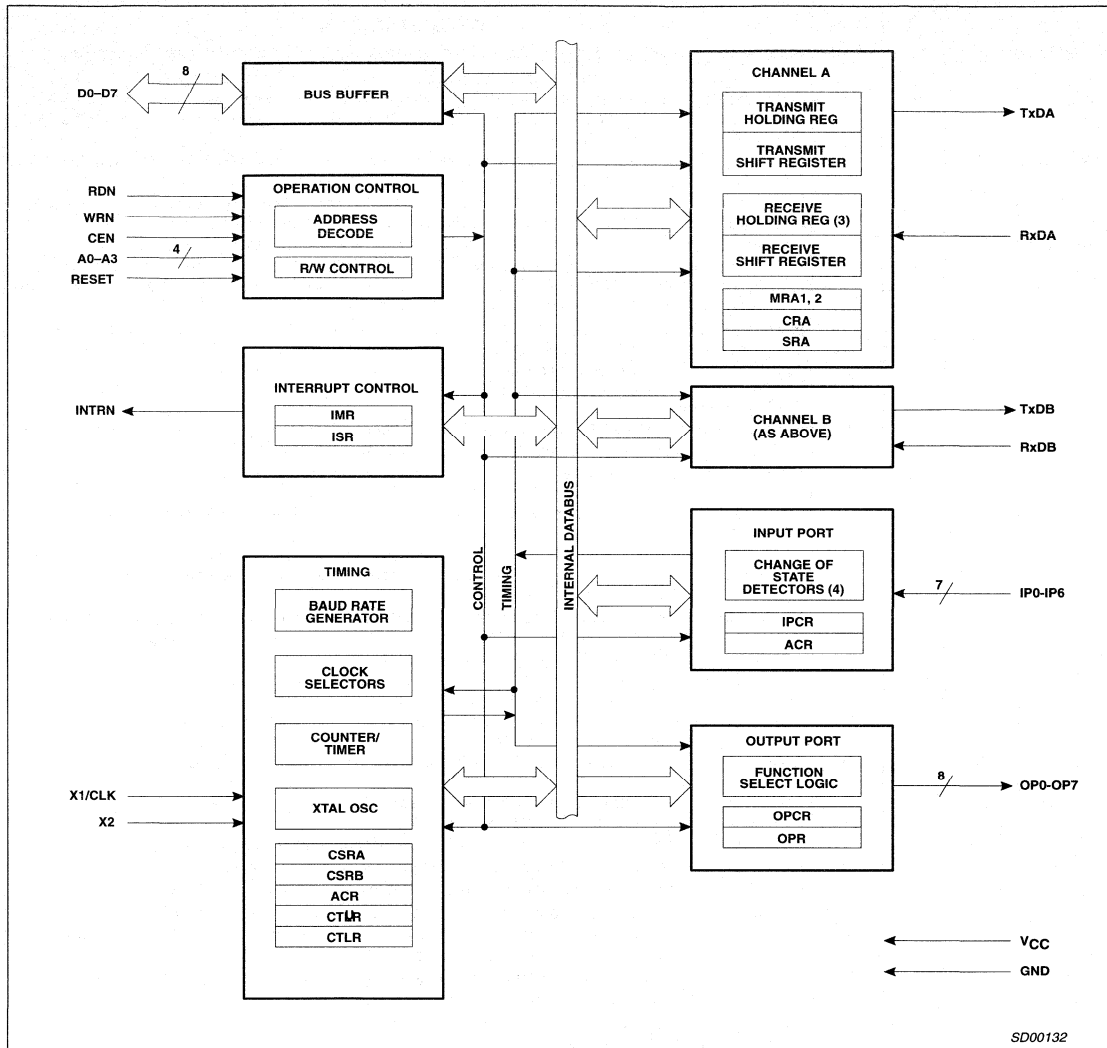 D0–D7
8
BUS BUFFER
RDN
WRN
CEN
A0–A3
4
RESET
OPERATION CONTROL
ADDRESS
DECODE
R/W CONTROL
INTRN
INTERRUPT CONTROL
IMR
ISR
TIMING
BAUD RATE
GENERATOR
CLOCK
SELECTORS
COUNTER/
TIMER
X1/CLK
X2
XTAL OSC
CSRA
CSRB
ACR
CTUR
CTLR
CONTROL
TIMING
INTERNAL DATABUS
CHANNEL A
TRANSMIT
HOLDING REG
TRANSMIT
SHIFT REGISTER
RECEIVE
HOLDING REG (3)
RECEIVE
SHIFT REGISTER
MRA1, 2
CRA
SRA
TxDA
RxDA
CHANNEL B
(AS ABOVE)
TxDB
RxDB
INPUT PORT
CHANGE OF
STATE
DETECTORS (4)
IPCR
ACR
7
IP0-IP6
OUTPUT PORT
FUNCTION
SELECT LOGIC
OPCR
OPR
8
OP0-OP7
VCC
GND
SD00132